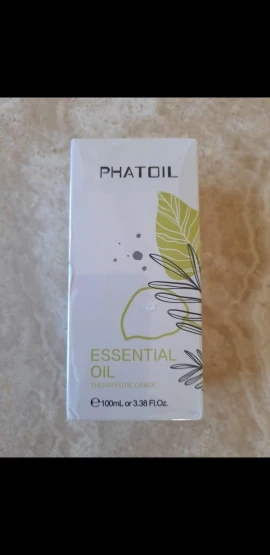 PHATOIL
ESSENTIAL
OIL
THERAPEUTIC GRADE
℮100mL or 3.38 Fl.Oz.